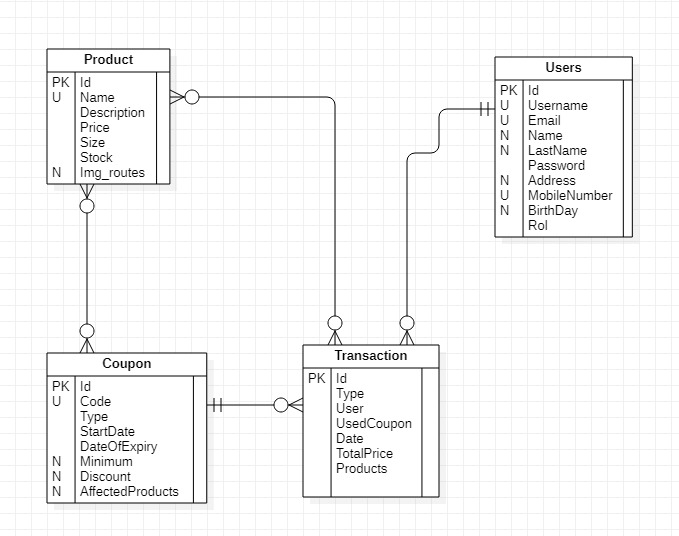 Product
PK Id
U Name
Description
Price
Size
Stock
N Img_routes
Users
PK Id
U Username
U Email
N Name
N LastName
Password
N Address
U MobileNumber
N BirthDay
Rol
Coupon
PK Id
U Code
Type
StartDate
DateOfExpiry
N Minimum
N Discount
N AffectedProducts
Transaction
PK Id
Type
User
UsedCoupon
Date
TotalPrice
Products